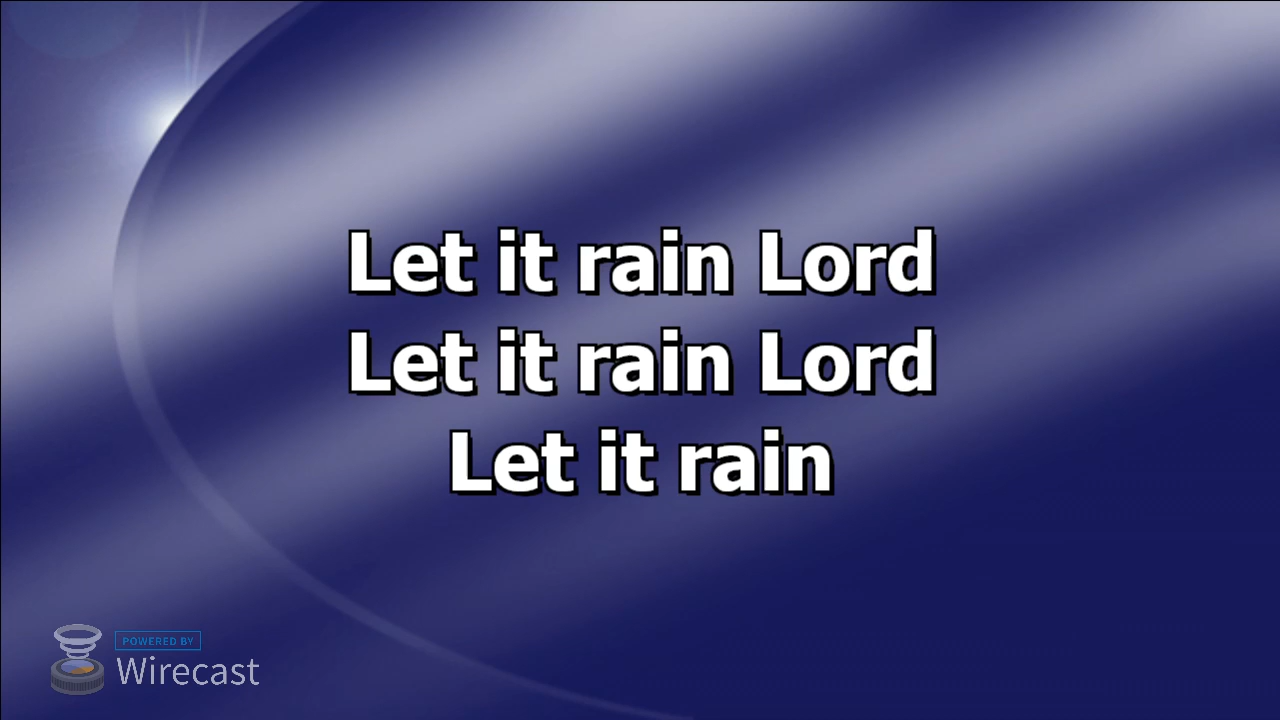 Let it rain Lord
Let it rain Lord
Let it rain
POWERED BY
Wirecast